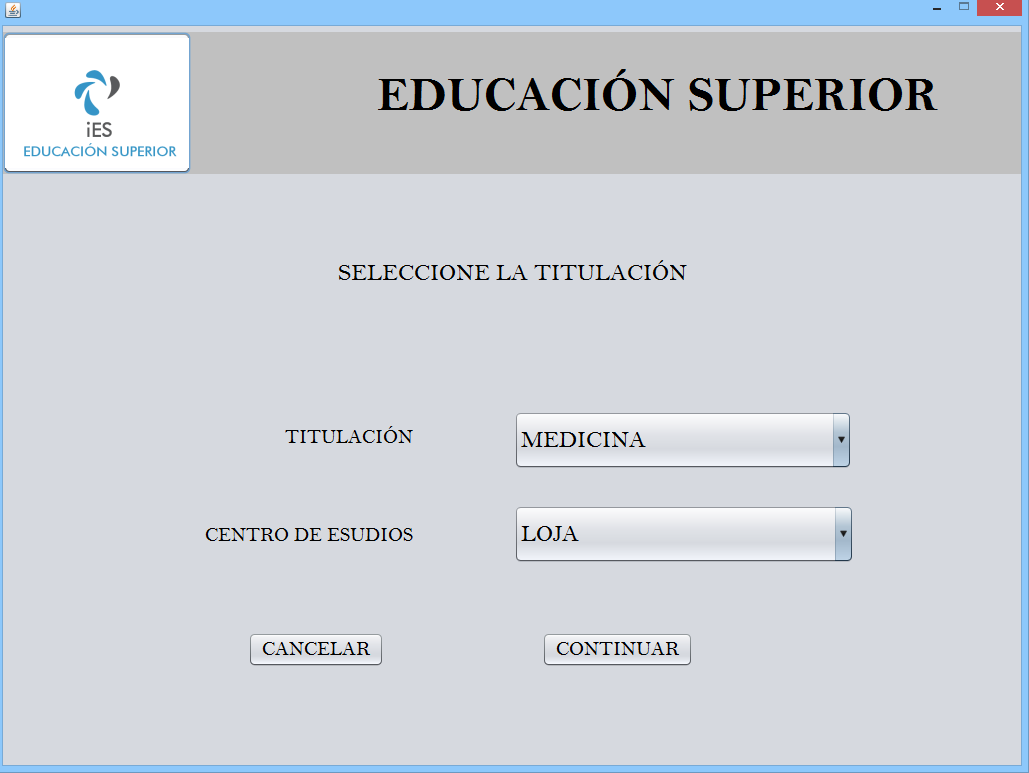 EDUCACIÓN SUPERIOR
iES
EDUCACIÓN SUPERIOR
SELECCIONE LA TITULACIÓN
TITULACIÓN
MEDICINA
CENTRO DE ESUDIOS
LOJA
CANCELAR
CONTINUAR